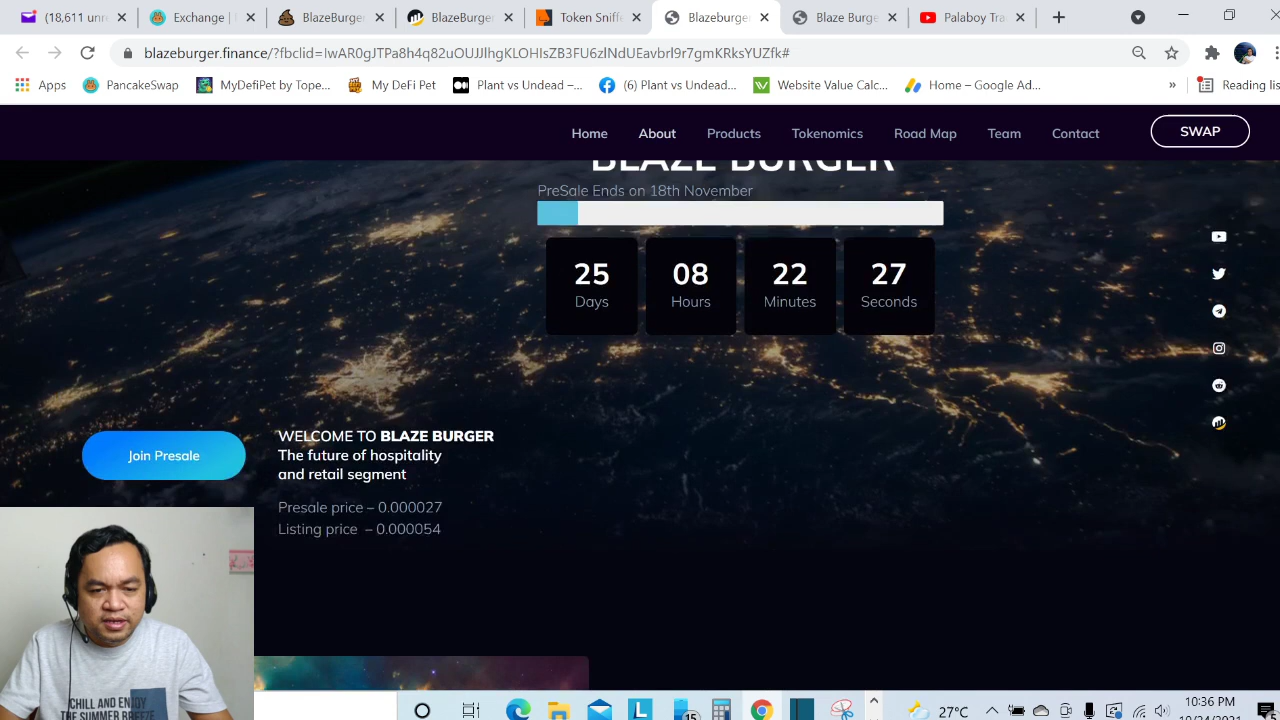 (18,611 unr
Exchange |
BlazeBurger
BlazeBurger
Token Sniffe
Blazeburger
Blaze Burge
Palaboy Tra
blazeburger.finance/?fbclid=IwAR0gJTPa8h4q82uOUJJlhgKLOHIsZB3FU6zlNdUEavbrl9r7gmKRksYUZfk#
Apps
PancakeSwap
MyDefiPet by Tope...
My DeFi Pet
Plant vs Undead –...
(6) Plant vs Undead...
Website Value Calc...
Home – Google Ad...
»
Reading list
Home
About
Products
Tokenomics
Road Map
Team
Contact
SWAP
BLAZE BURGER
PreSale Ends on 18th November
25
08
22
27
Days
Hours
Minutes
Seconds
Join Presale
WELCOME TO BLAZE BURGER
The future of hospitality
and retail segment
Presale price – 0.000027
Listing price – 0.000054
CHILL AND ENJOY
THE SUMMER BREEZE
27°C
10:36 PM